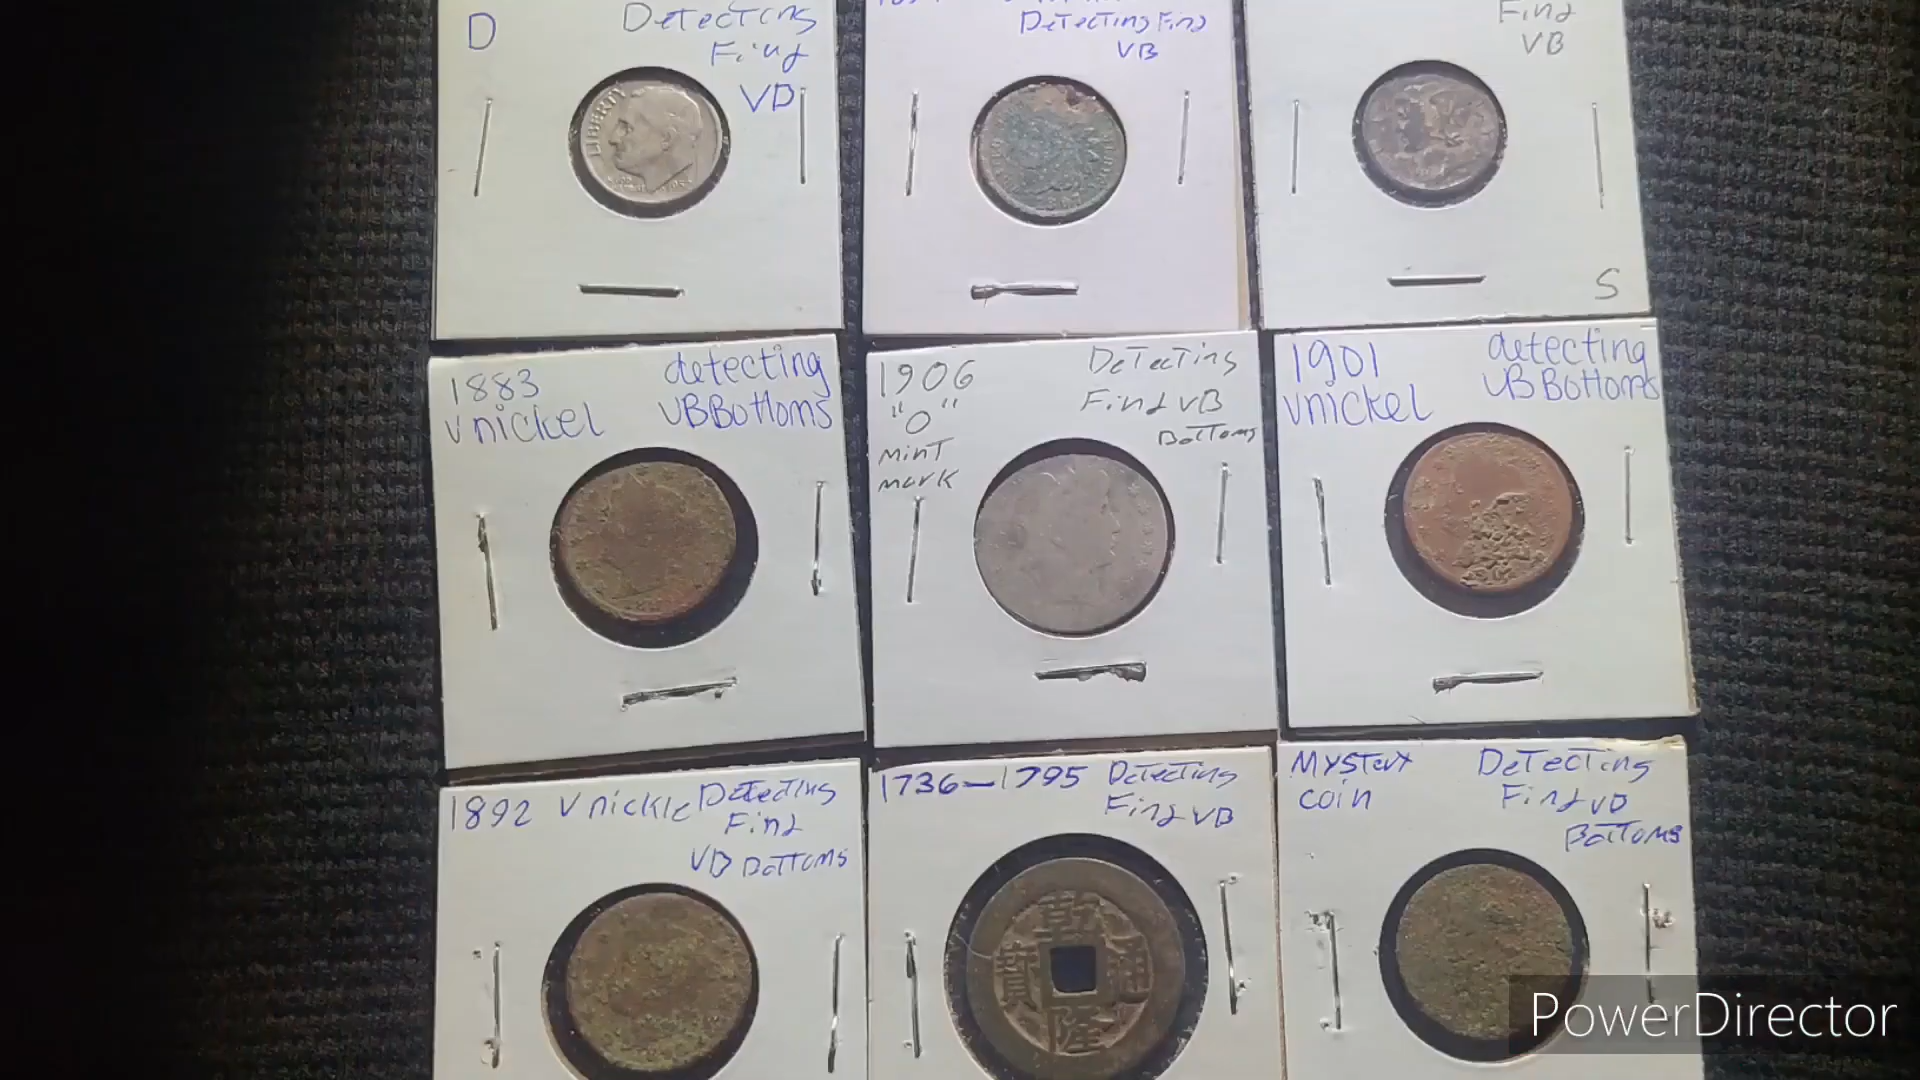 D
Detecting
Find
VB
LIBERTY
Detecting Find
VB
Find
VB
S
1883
V nickel
detecting
VB Bottoms
1906
"O"
MINT
mark
Detecting
Find VB
Bottoms
1901
Vnickel
detecting
VB Bottoms
1892 V nickle Detecting
Find
VB Bottoms
1736-1795
Detecting
Find VB
乾
隆
通
寶
Mystery
coin
Detecting
Find VB
Bottoms
PowerDirector